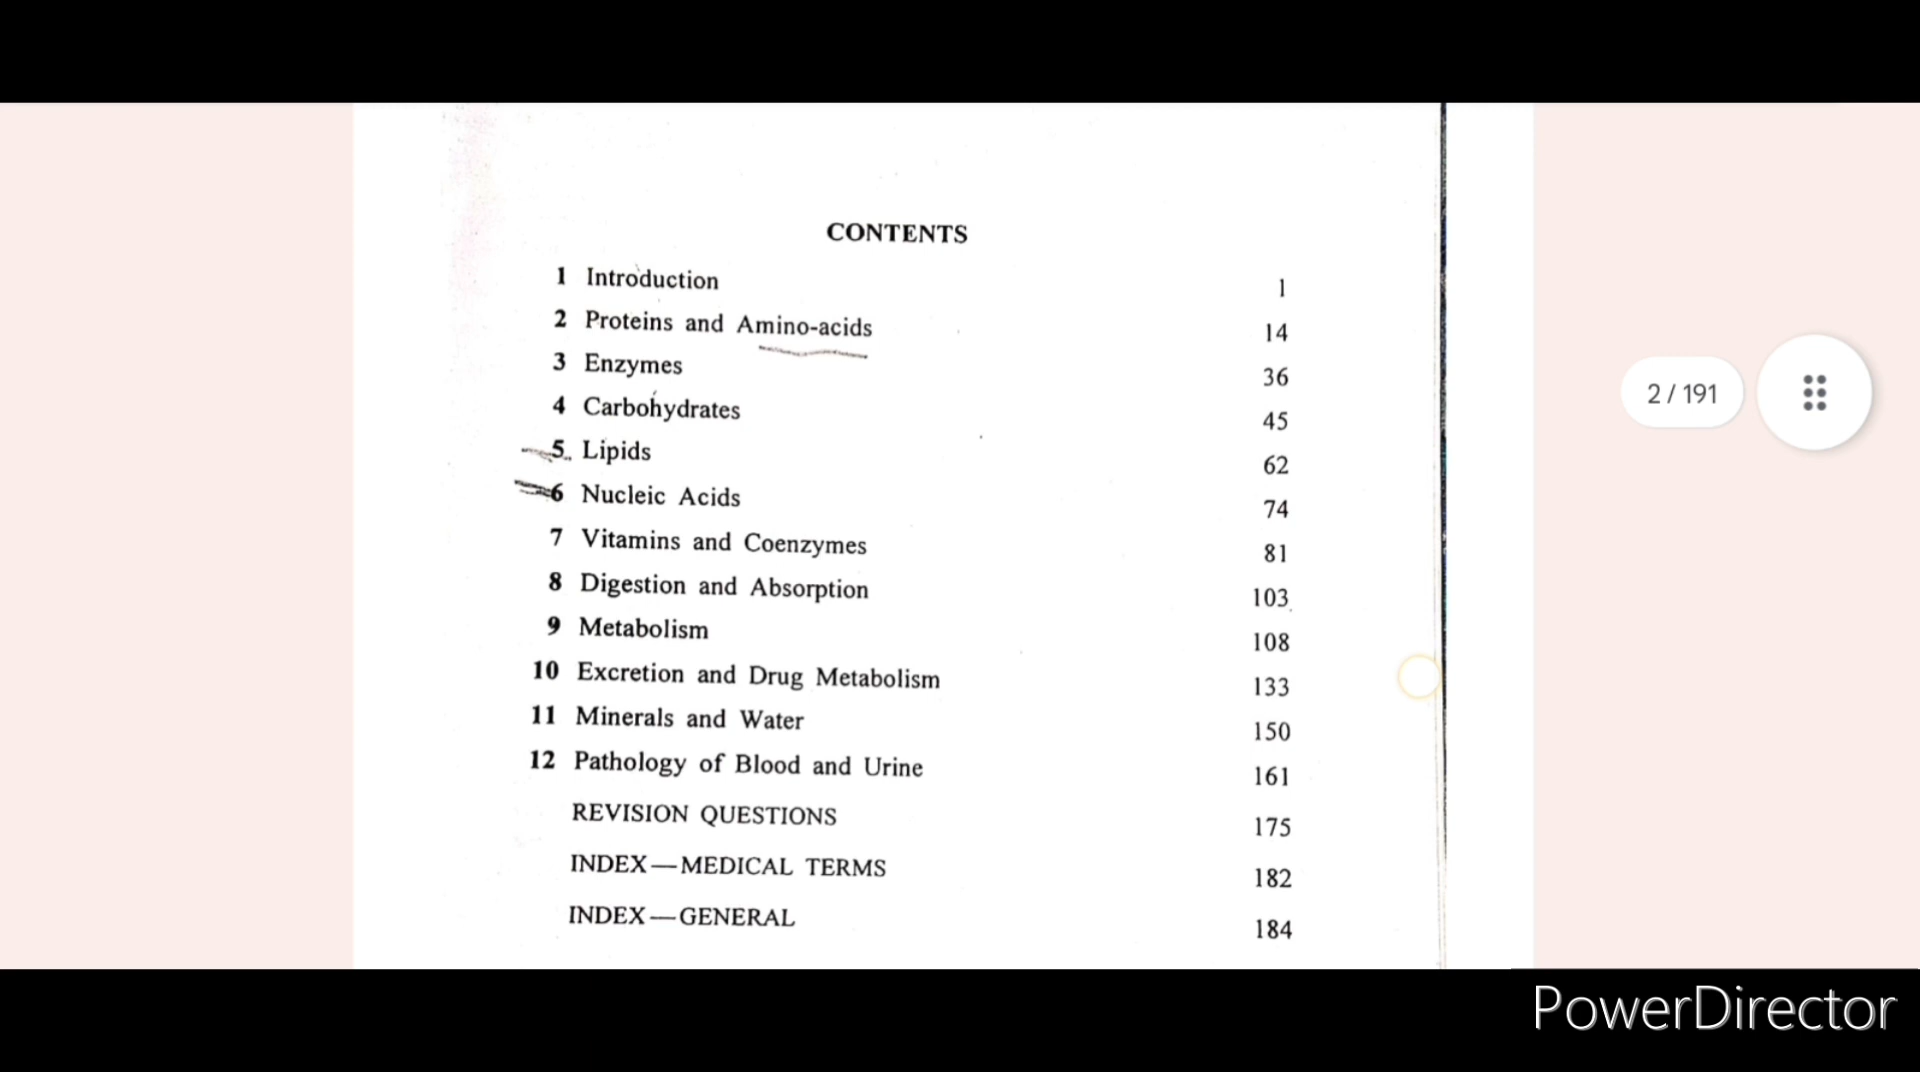 CONTENTS
1 Introduction 1
2 Proteins and Amino-acids 14
3 Enzymes 36
4 Carbohydrates 45
5 Lipids 62
6 Nucleic Acids 74
7 Vitamins and Coenzymes 81
8 Digestion and Absorption 103
9 Metabolism 108
10 Excretion and Drug Metabolism 133
11 Minerals and Water 150
12 Pathology of Blood and Urine 161
REVISION QUESTIONS 175
INDEX—MEDICAL TERMS 182
INDEX—GENERAL 184
2 / 191
PowerDirector